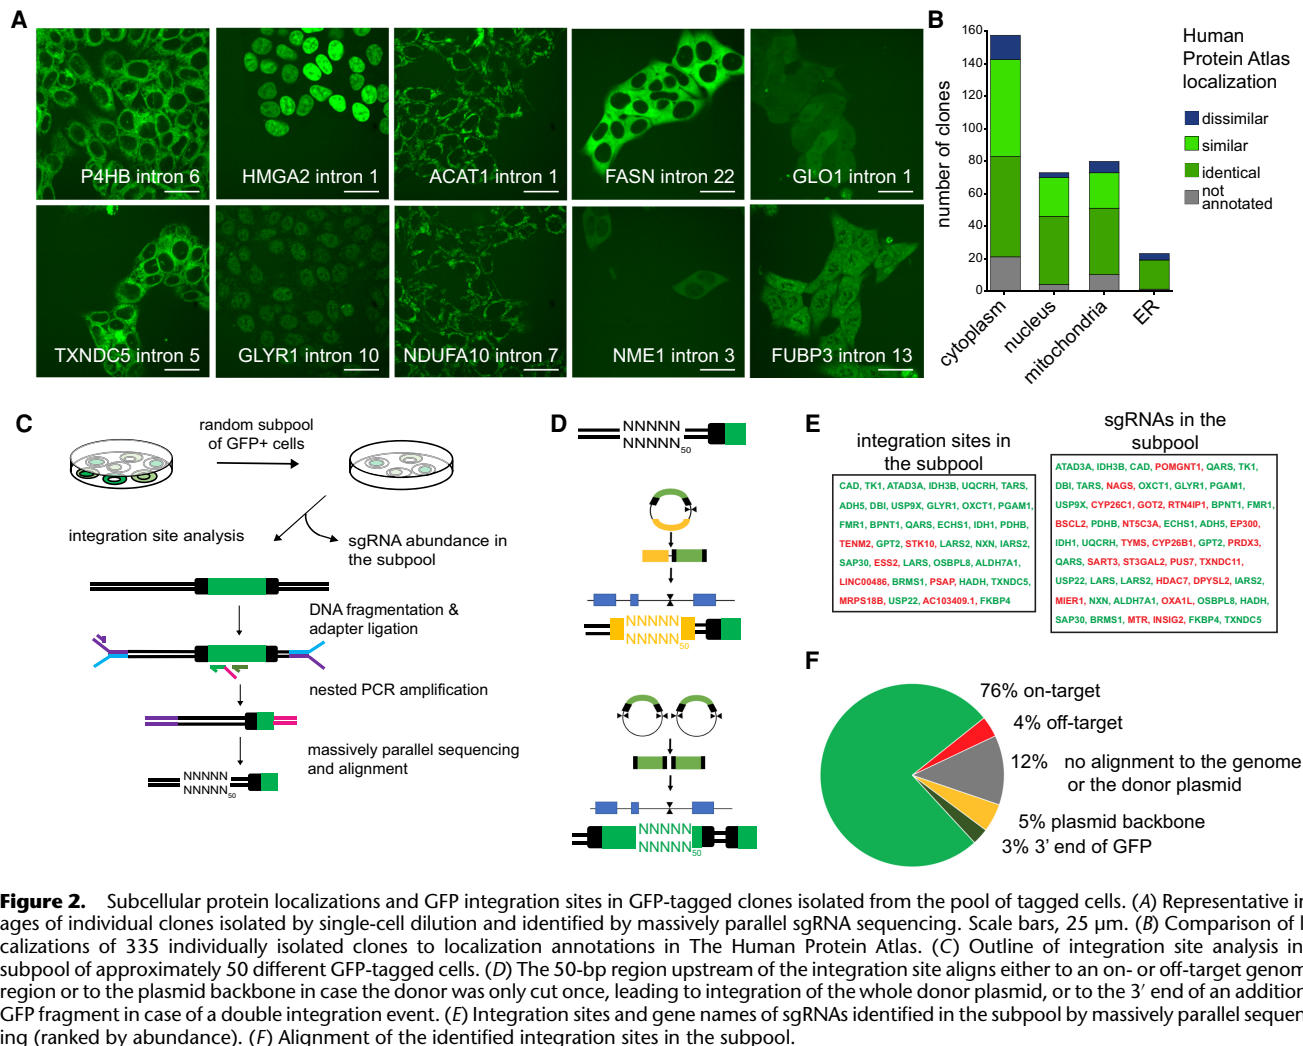 A
P4HB intron 6
HMGA2 intron 1
ACAT1 intron 1
FASN intron 22
GLO1 intron 1
TXNDC5 intron 5
GLYR1 intron 10
NDUFA10 intron 7
NME1 intron 3
FUBP3 intron 13
B
number of clones
160
140
120
100
80
60
40
20
0
cytoplasm
nucleus
mitochondria
ER
Human
Protein Atlas
localization
dissimilar
similar
identical
not
annotated
C
random subpool
of GFP+ cells
integration site analysis
sgRNA abundance in
the subpool
DNA fragmentation &
adapter ligation
nested PCR amplification
massively parallel sequencing
and alignment
NNNNN
NNNNN50
D
NNNNN
NNNNN50
NNNNN
NNNNN50
NNNNN
NNNNN50
E
integration sites in
the subpool
CAD, TK1, ATAD3A, IDH3B, UQCRH, TARS,
ADH5, DBI, USP9X, GLYR1, OXCT1, PGAM1,
FMR1, BPNT1, QARS, ECHS1, IDH1, PDHB,
TENM2, GPT2, STK10, LARS2, NXN, IARS2,
SAP30, ESS2, LARS, OSBPL8, ALDH7A1,
LINC00486, BRMS1, PSAP, HADH, TXNDC5,
MRPS18B, USP22, AC103409.1, FKBP4
sgRNAs in the
subpool
ATAD3A, IDH3B, CAD, POMGNT1, QARS, TK1,
DBI, TARS, NAGS, OXCT1, GLYR1, PGAM1,
USP9X, CYP26C1, GOT2, RTN4IP1, BPNT1, FMR1,
BSCL2, PDHB, NT5C3A, ECHS1, ADH5, EP300,
IDH1, UQCRH, TYMS, CYP26B1, GPT2, PRDX3,
QARS, SART3, ST3GAL2, PUS7, TXNDC11,
USP22, LARS, LARS2, HDAC7, DPYSL2, IARS2,
MIER1, NXN, ALDH7A1, OXA1L, OSBPL8, HADH,
SAP30, BRMS1, MTR, INSIG2, FKBP4, TXNDC5
F
76% on-target
4% off-target
12% no alignment to the genome
or the donor plasmid
5% plasmid backbone
3% 3' end of GFP
Figure 2. Subcellular protein localizations and GFP integration sites in GFP-tagged clones isolated from the pool of tagged cells. (A) Representative i
ages of individual clones isolated by single-cell dilution and identified by massively parallel sgRNA sequencing. Scale bars, 25 µm. (B) Comparison of l
calizations of 335 individually isolated clones to localization annotations in The Human Protein Atlas. (C) Outline of integration site analysis in
subpool of approximately 50 different GFP-tagged cells. (D) The 50-bp region upstream of the integration site aligns either to an on- or off-target genom
region or to the plasmid backbone in case the donor was only cut once, leading to integration of the whole donor plasmid, or to the 3′ end of an addition
GFP fragment in case of a double integration event. (E) Integration sites and gene names of sgRNAs identified in the subpool by massively parallel sequen
ing (ranked by abundance). (F) Alignment of the identified integration sites in the subpool.